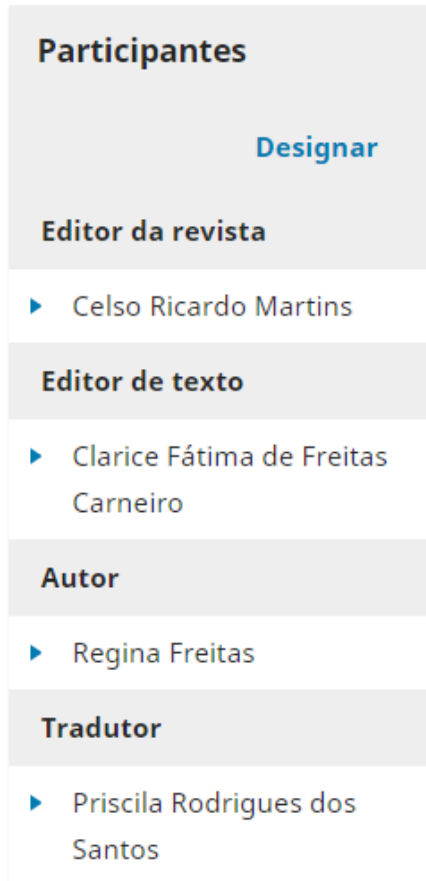 Participantes
Designar
Editor da revista
Celso Ricardo Martins
Editor de texto
Clarice Fátima de Freitas
Carneiro
Autor
Regina Freitas
Tradutor
Priscila Rodrigues dos
Santos